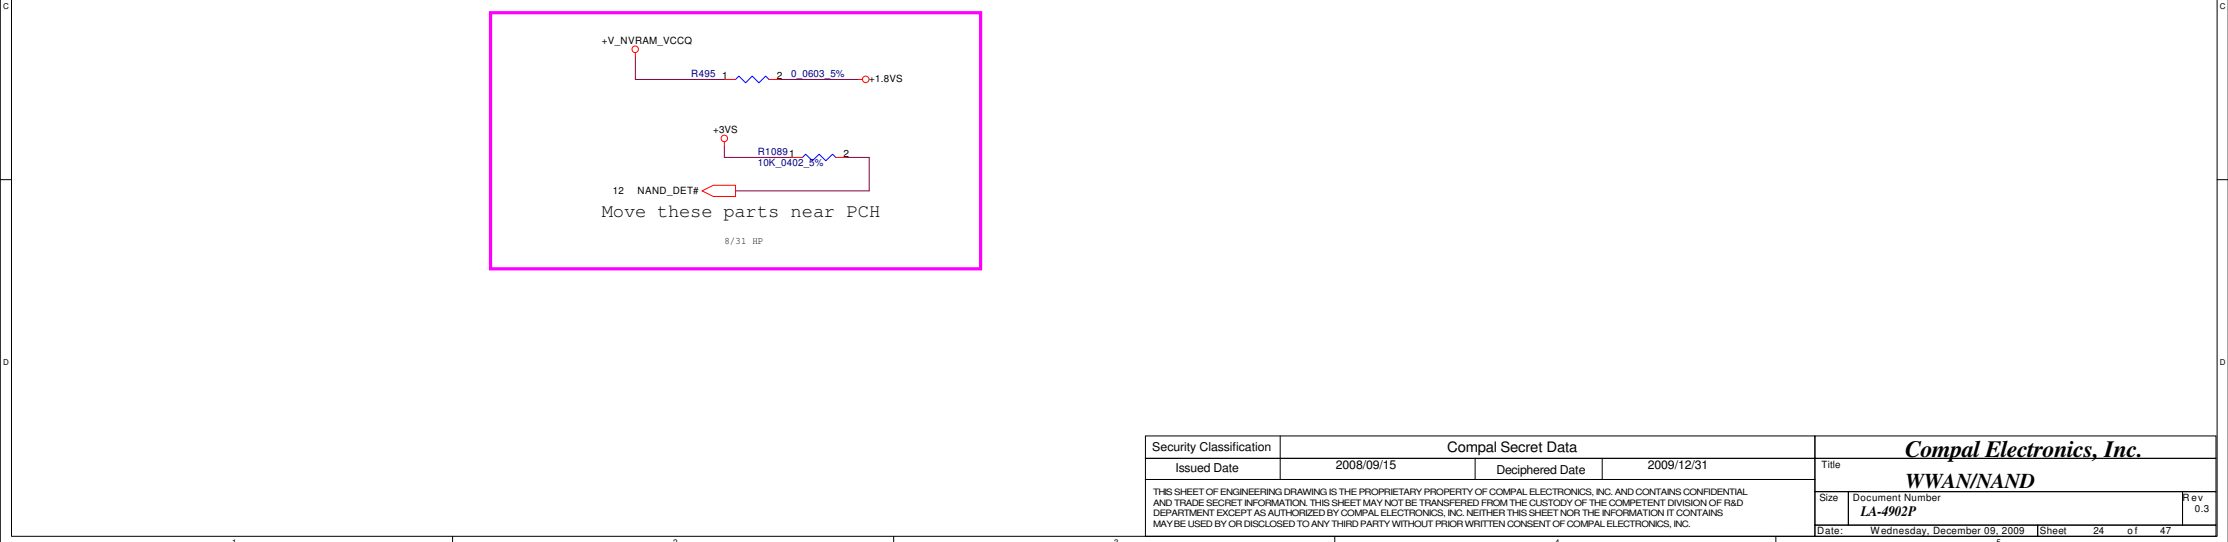 C
C
+V_NVRAM_VCCQ
R495 1 2 0_0603_5% +1.8VS
+3VS
R1089 1 2
10K_0402_5%
12 NAND_DET#
Move these parts near PCH
8/31 HP
D
D
Security Classification Compal Secret Data Compal Electronics, Inc.
Issued Date 2008/09/15 Deciphered Date 2009/12/31 Title
WWAN/NAND
THIS SHEET OF ENGINEERING DRAWING IS THE PROPRIETARY PROPERTY OF COMPAL ELECTRONICS, INC. AND CONTAINS CONFIDENTIAL
AND TRADE SECRET INFORMATION. THIS SHEET MAY NOT BE TRANSFERED FROM THE CUSTODY OF THE COMPETENT DIVISION OF R&D
DEPARTMENT EXCEPT AS AUTHORIZED BY COMPAL ELECTRONICS, INC. NEITHER THIS SHEET NOR THE INFORMATION IT CONTAINS
MAY BE USED BY OR DISCLOSED TO ANY THIRD PARTY WITHOUT PRIOR WRITTEN CONSENT OF COMPAL ELECTRONICS, INC.
Size Document Number Rev
LA-4902P 0.3
Date: Wednesday, December 09, 2009 Sheet 24 of 47